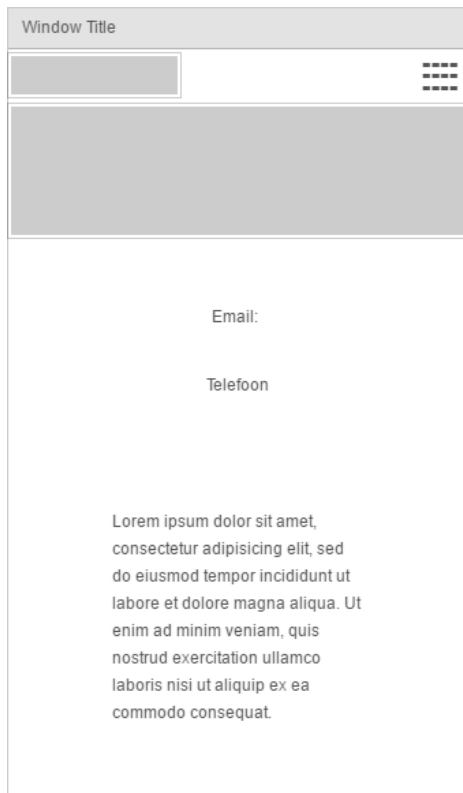 Window Title
Email:
Telefoon
Lorem ipsum dolor sit amet,
consectetur adipisicing elit, sed
do eiusmod tempor incididunt ut
labore et dolore magna aliqua. Ut
enim ad minim veniam, quis
nostrud exercitation ullamco
laboris nisi ut aliquip ex ea
commodo consequat.